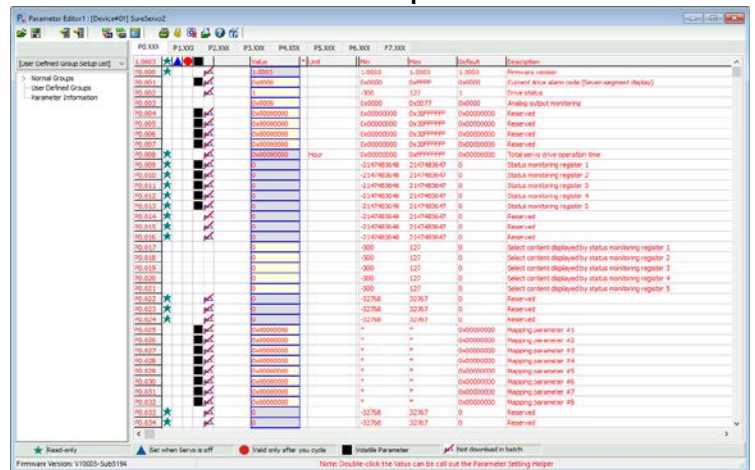 Parameter Editor1 : [Device#01] SureServo2
P0.XXX P1.XXX P2.XXX P3.XXX P4.XXX P5.XXX P6.XXX P7.XXX
[User Defined Group Setup List]
Normal Groups
User Defined Groups
Parameter Information
1.0003 Value * Unit Min Max Default Description
P0.000 1.0003 1.0003 1.0003 1.0003 Firmware version
P0.001 0x0000 0x0000 0xFFFF 0x0000 Current drive alarm code (Seven-segment display)
P0.002 1 -300 127 1 Drive status
P0.003 0x0000 0x0000 0x0077 0x0000 Analog output monitoring
P0.004 0x00000000 0x00000000 0x30FFFFFF 0x00000000 Reserved
P0.005 0x00000000 0x00000000 0x30FFFFFF 0x00000000 Reserved
P0.006 0x00000000 0x00000000 0x30FFFFFF 0x00000000 Reserved
P0.007 0x00000000 0x00000000 0x30FFFFFF 0x00000000 Reserved
P0.008 0x00000000 Hour 0x00000000 0xFFFFFFFF 0x00000000 Total servo drive operation time
P0.009 0 -2147483648 2147483647 0 Status monitoring register 1
P0.010 0 -2147483648 2147483647 0 Status monitoring register 2
P0.011 0 -2147483648 2147483647 0 Status monitoring register 3
P0.012 0 -2147483648 2147483647 0 Status monitoring register 4
P0.013 0 -2147483648 2147483647 0 Status monitoring register 5
P0.014 0 -2147483648 2147483647 0 Reserved
P0.015 0 -2147483648 2147483647 0 Reserved
P0.016 0 -2147483648 2147483647 0 Reserved
P0.017 0 -300 127 0 Select content displayed by status monitoring register 1
P0.018 0 -300 127 0 Select content displayed by status monitoring register 2
P0.019 0 -300 127 0 Select content displayed by status monitoring register 3
P0.020 0 -300 127 0 Select content displayed by status monitoring register 4
P0.021 0 -300 127 0 Select content displayed by status monitoring register 5
P0.022 0 -32768 32767 0 Reserved
P0.023 0 -32768 32767 0 Reserved
P0.024 0 -32768 32767 0 Reserved
P0.025 0x00000000 * * 0x00000000 Mapping parameter #1
P0.026 0x00000000 * * 0x00000000 Mapping parameter #2
P0.027 0x00000000 * * 0x00000000 Mapping parameter #3
P0.028 0x00000000 * * 0x00000000 Mapping parameter #4
P0.029 0x00000000 * * 0x00000000 Mapping parameter #5
P0.030 0x00000000 * * 0x00000000 Mapping parameter #6
P0.031 0x00000000 * * 0x00000000 Mapping parameter #7
P0.032 0x00000000 * * 0x00000000 Mapping parameter #8
P0.033 0 -32768 32767 0 Reserved
P0.034 0 -32768 32767 0 Reserved
Read-only Set when Servo is off Valid only after you cycle Volatile Parameter Not download in batch
Firmware Version: V10003-Sub0194 Note: Double-click the Value can be call out the Parameter Setting Helper